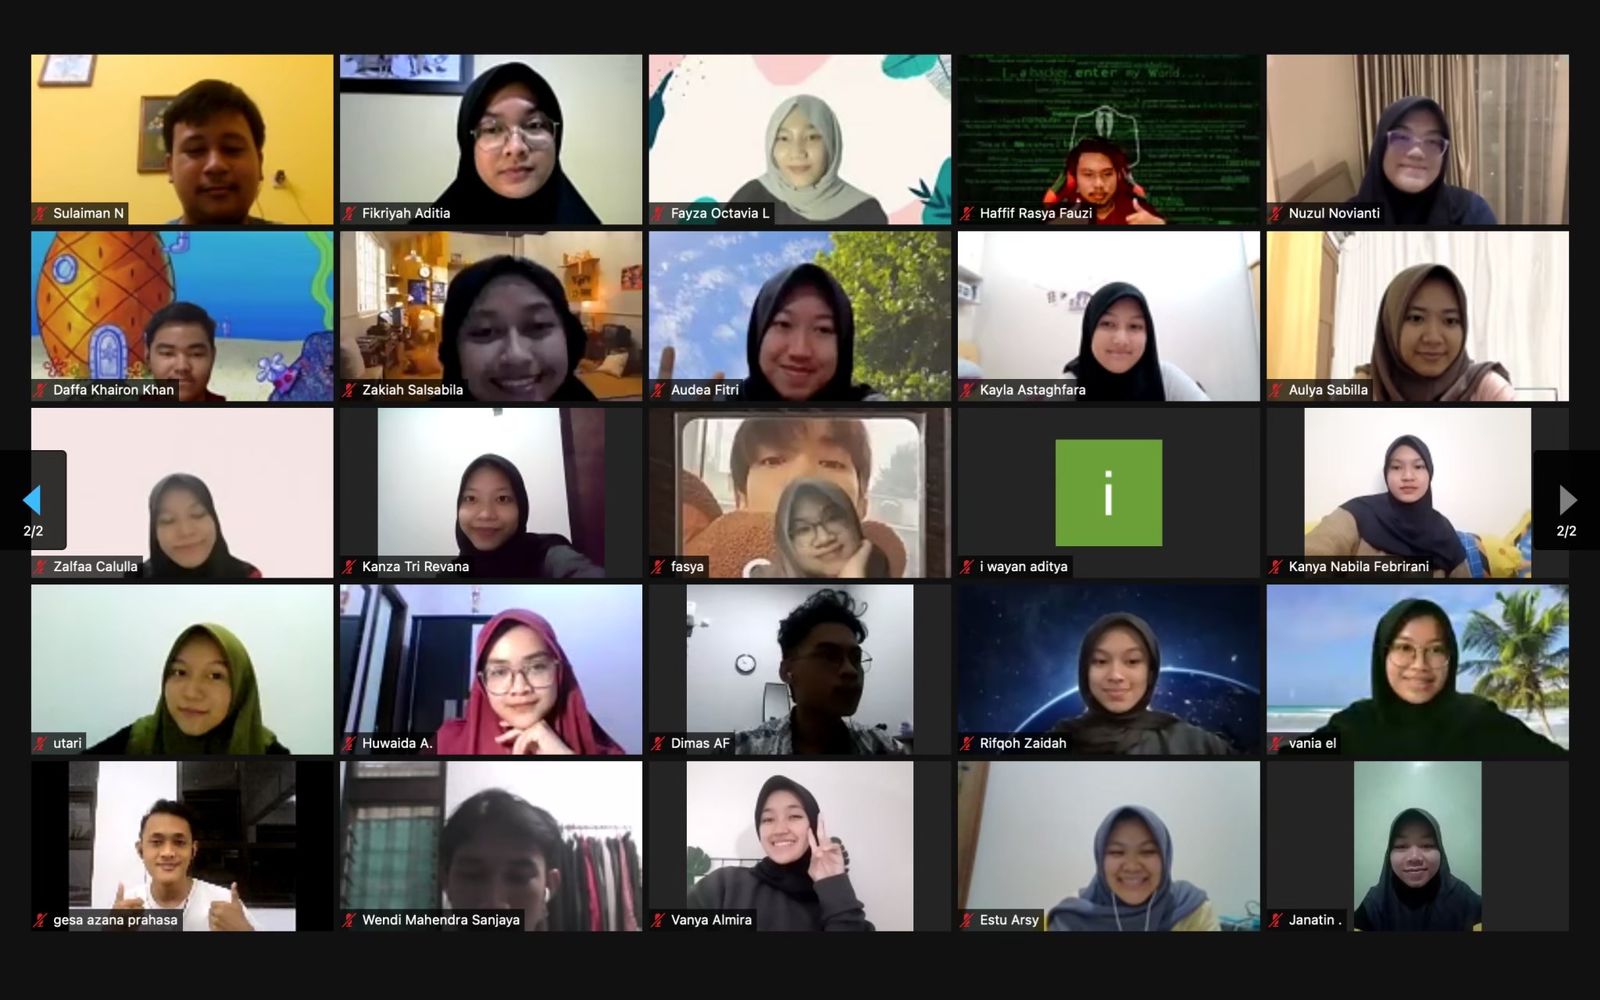 I.a hacker, enter my World...
Sulaiman N
Fikriyah Aditia
Fayza Octavia L
Haffif Rasya Fauzi
Nuzul Novianti
Daffa Khairon Khan
Zakiah Salsabila
Audea Fitri
Kayla Astaghfara
Aulya Sabilla
2/2
i
2/2
Zalfaa Calulla
Kanza Tri Revana
fasya
i wayan aditya
Kanya Nabila Febrirani
utari
Huwaida A.
Dimas AF
Rifqoh Zaidah
vania el
gesa azana prahasa
Wendi Mahendra Sanjaya
Vanya Almira
Estu Arsy
Janatin .